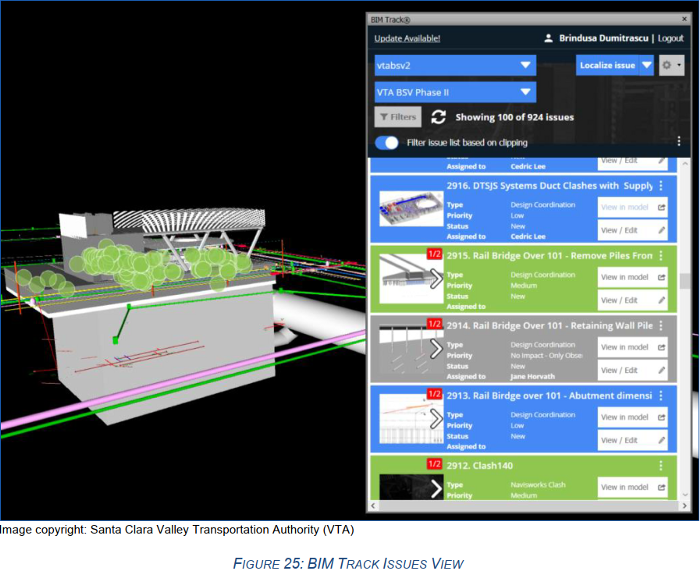 BIM Track®
Update Available!
Brindusa Dumitrascu | Logout
vtabsv2
Localize issue
VTA BSV Phase II
Filters
Showing 100 of 924 issues
Filter issue list based on clipping
Assigned to Cedric Lee
View / Edit
2916. DTSJS Systems Duct Clashes with Supply
Type Design Coordination
View in model
Priority Low
Status New
View / Edit
Assigned to Cedric Lee
1/2
2915. Rail Bridge Over 101 - Remove Piles From
Type Design Coordination
View in model
Priority Medium
Status New
View / Edit
Assigned to
1/2
2914. Rail Bridge Over 101 - Retaining Wall Pile
Type Design Coordination
View in model
Priority No Impact - Only Obse
Status New
View / Edit
Assigned to Jane Horvath
1/2
2913. Rail Birdge over 101 - Abutment dimensi
Type Design Coordination
View in model
Priority Low
Status New
View / Edit
Assigned to
1/2
2912. Clash140
Type Navisworks Clash
View in model
Priority Medium
Image copyright: Santa Clara Valley Transportation Authority (VTA)
FIGURE 25: BIM TRACK ISSUES VIEW